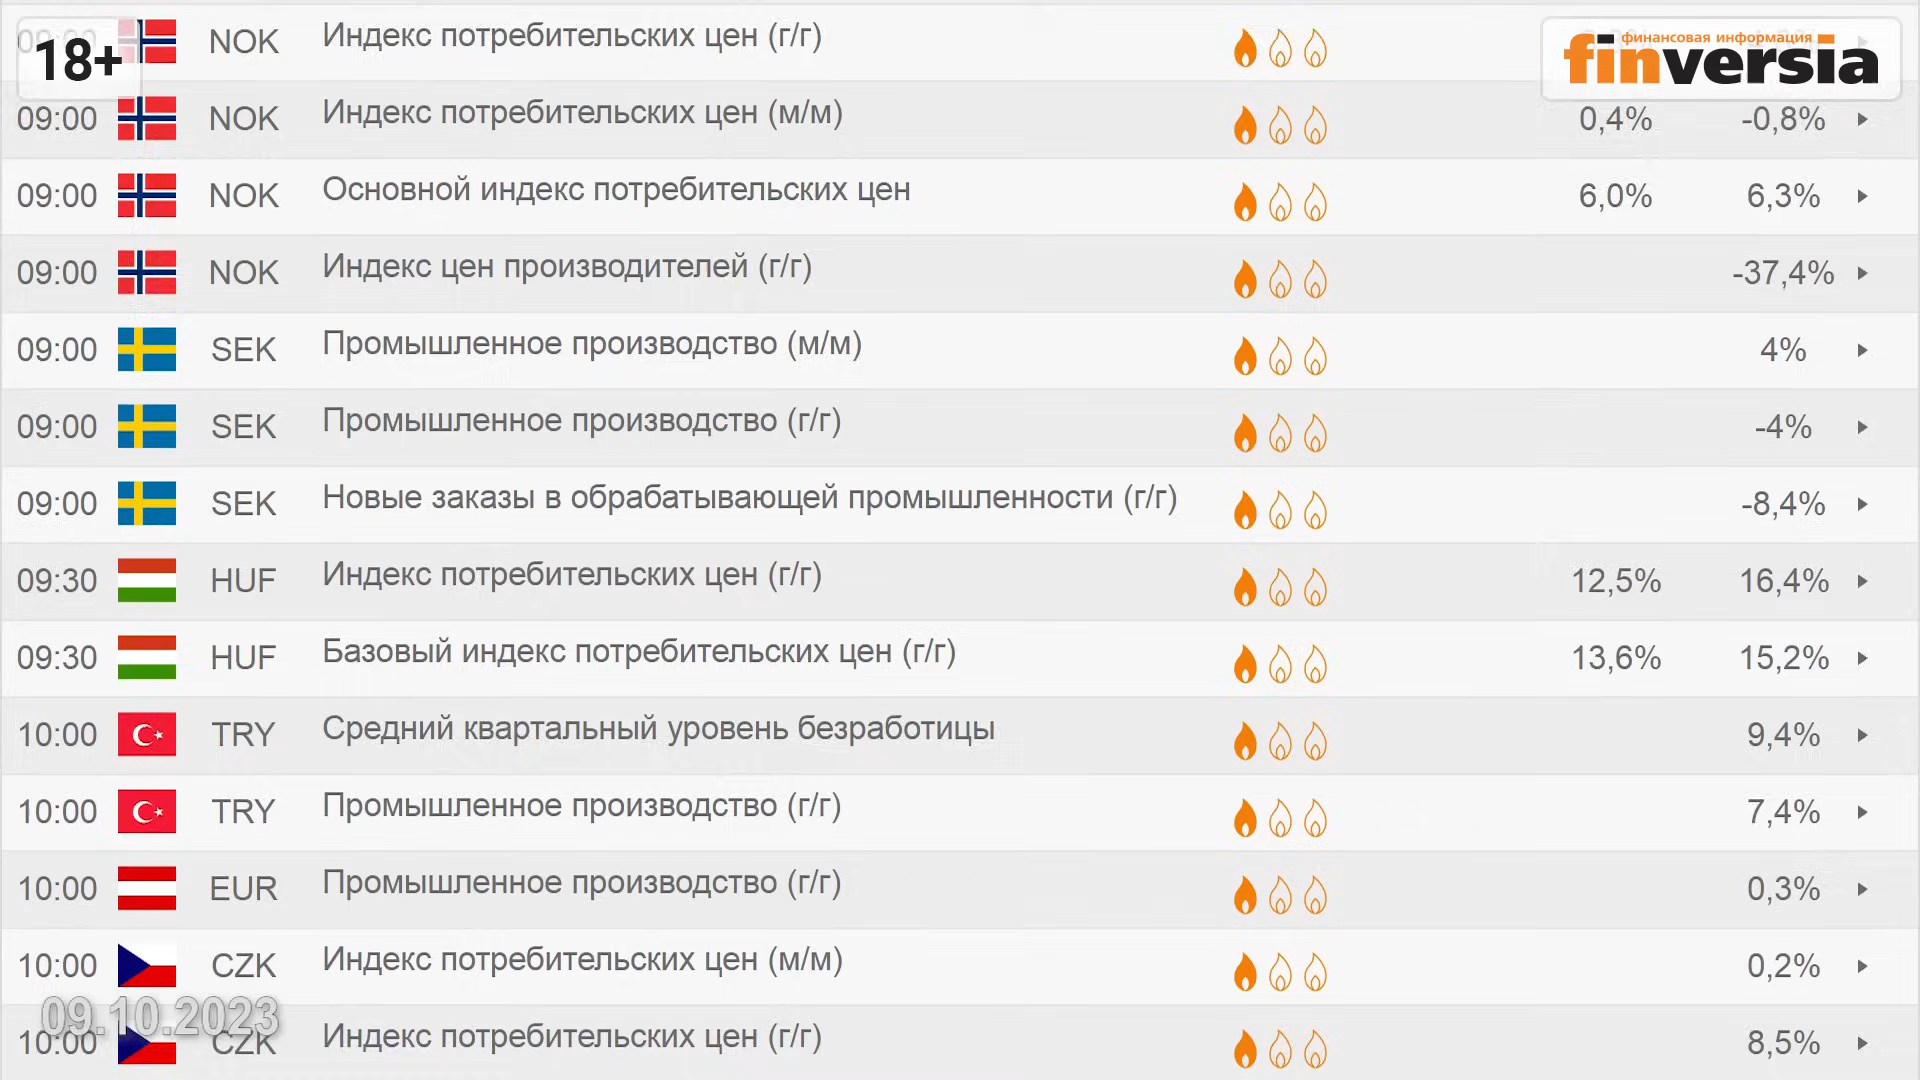 18+
финансовая информация
finversia
NOK Индекс потребительских цен (г/г)
09:00 NOK Индекс потребительских цен (м/м) 0,4% -0,8%
09:00 NOK Основной индекс потребительских цен 6,0% 6,3%
09:00 NOK Индекс цен производителей (г/г) -37,4%
09:00 SEK Промышленное производство (м/м) 4%
09:00 SEK Промышленное производство (г/г) -4%
09:00 SEK Новые заказы в обрабатывающей промышленности (г/г) -8,4%
09:30 HUF Индекс потребительских цен (г/г) 12,5% 16,4%
09:30 HUF Базовый индекс потребительских цен (г/г) 13,6% 15,2%
10:00 TRY Средний квартальный уровень безработицы 9,4%
10:00 TRY Промышленное производство (г/г) 7,4%
10:00 EUR Промышленное производство (г/г) 0,3%
10:00 CZK Индекс потребительских цен (м/м) 0,2%
09.10.2023
10:00 CZK Индекс потребительских цен (г/г) 8,5%